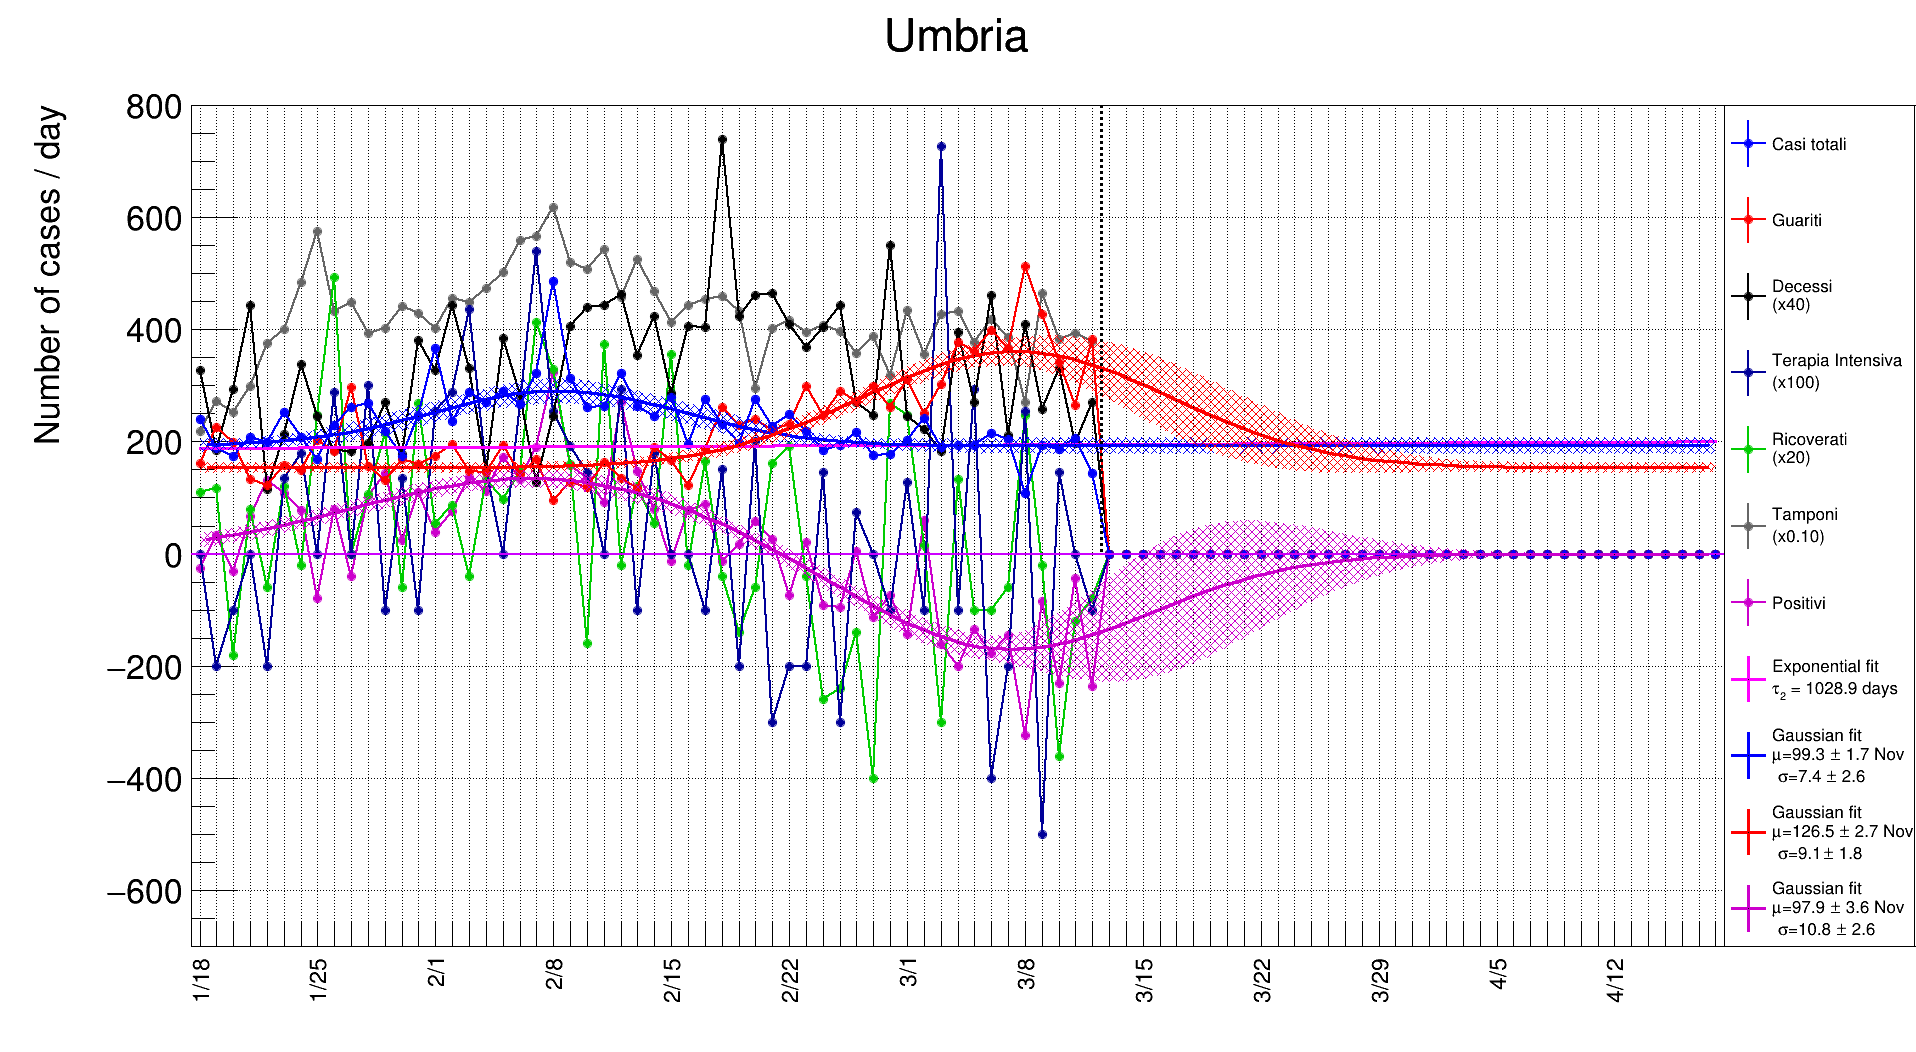 Umbria
Number of cases / day
800
600
400
200
0
−200
−400
−600
1/18
1/25
2/1
2/8
2/15
2/22
3/1
3/8
3/15
3/22
3/29
4/5
4/12
Casi totali
Guariti
Decessi
(x40)
Terapia Intensiva
(x100)
Ricoverati
(x20)
Tamponi
(x0.10)
Positivi
Exponential fit
τ2 = 1028.9 days
Gaussian fit
μ=99.3 ± 1.7 Nov
σ=7.4 ± 2.6
Gaussian fit
μ=126.5 ± 2.7 Nov
σ=9.1 ± 1.8
Gaussian fit
μ=97.9 ± 3.6 Nov
σ=10.8 ± 2.6